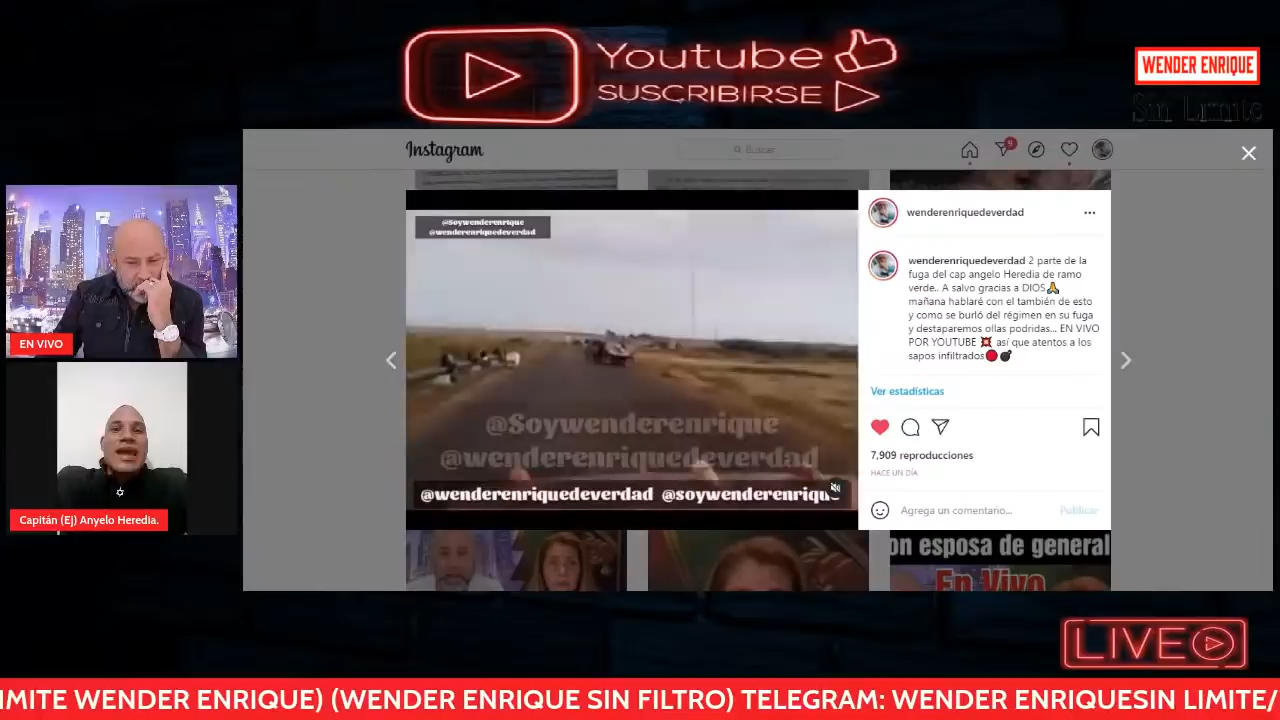 Youtube
SUSCRIBIRSE
WENDER ENRIQUE
Sin Limite
Instagram
Buscar
9
@Soywenderenrique
@wenderenriquedeverdad
@Soywenderenrique
@wenderenriquedeverdad
@wenderenriquedeverdad @soywenderenrique
wenderenriquedeverdad
wenderenriquedeverdad 2 parte de la
fuga del cap angelo Heredia de ramo
verde.. A salvo gracias a DIOS🙏
mañana hablaré con el también de esto
y como se burló del régimen en su fuga
y destaparemos ollas podridas... EN VIVO
POR YOUTUBE 💥 así que atentos a los
sapos infiltrados🔴💣
Ver estadísticas
7,909 reproducciones
HACE UN DÍA
Agrega un comentario...
Publicar
EN VIVO
Capitán (Ej) Anyelo Heredia.
on esposa de general
En Vivo
LIVE
IMITE WENDER ENRIQUE) (WENDER ENRIQUE SIN FILTRO) TELEGRAM: WENDER ENRIQUESIN LIMITE/